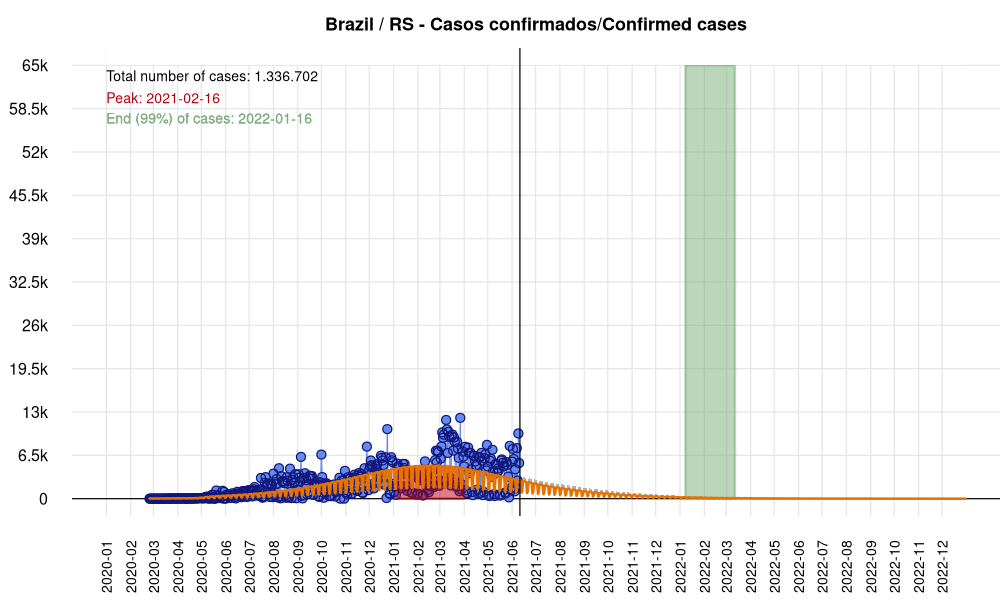 Brazil / RS - Casos confirmados/Confirmed cases
Total number of cases: 1.336.702
Peak: 2021-02-16
End (99%) of cases: 2022-01-16
65k
58.5k
52k
45.5k
39k
32.5k
26k
19.5k
13k
6.5k
0
2020-01
2020-02
2020-03
2020-04
2020-05
2020-06
2020-07
2020-08
2020-09
2020-10
2020-11
2020-12
2021-01
2021-02
2021-03
2021-04
2021-05
2021-06
2021-07
2021-08
2021-09
2021-10
2021-11
2021-12
2022-01
2022-02
2022-03
2022-04
2022-05
2022-06
2022-07
2022-08
2022-09
2022-10
2022-11
2022-12